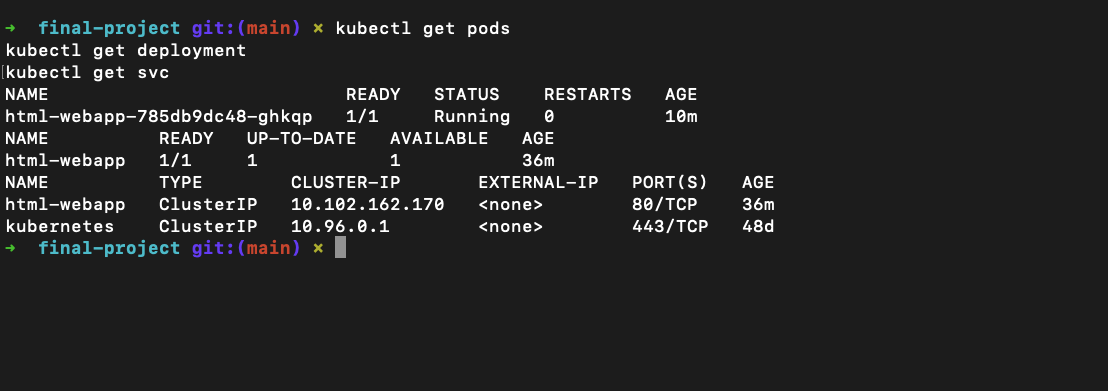 ➜  final-project git:(main) ✗ kubectl get pods
kubectl get deployment
kubectl get svc
NAME                           READY   STATUS    RESTARTS   AGE
html-webapp-785db9dc48-ghkqp   1/1     Running   0          10m
NAME          READY   UP-TO-DATE   AVAILABLE   AGE
html-webapp   1/1     1            1           36m
NAME          TYPE        CLUSTER-IP       EXTERNAL-IP   PORT(S)   AGE
html-webapp   ClusterIP   10.102.162.170   <none>        80/TCP    36m
kubernetes    ClusterIP   10.96.0.1        <none>        443/TCP   48d
➜  final-project git:(main) ✗